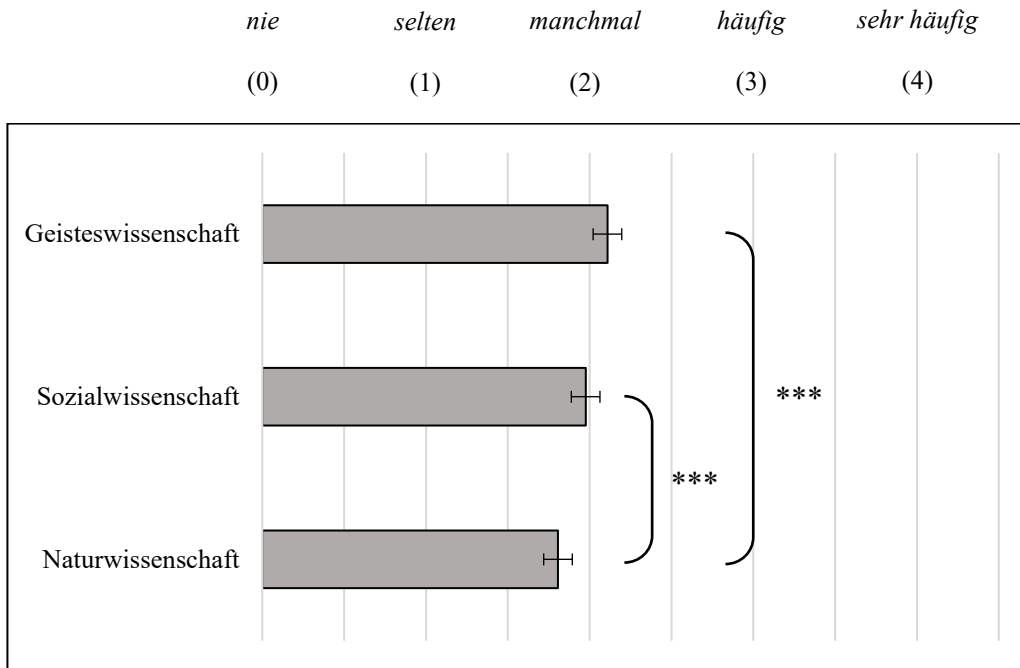 nie selten manchmal häufig sehr häufig
(0) (1) (2) (3) (4)
Geisteswissenschaft
Sozialwissenschaft
***
***
Naturwissenschaft